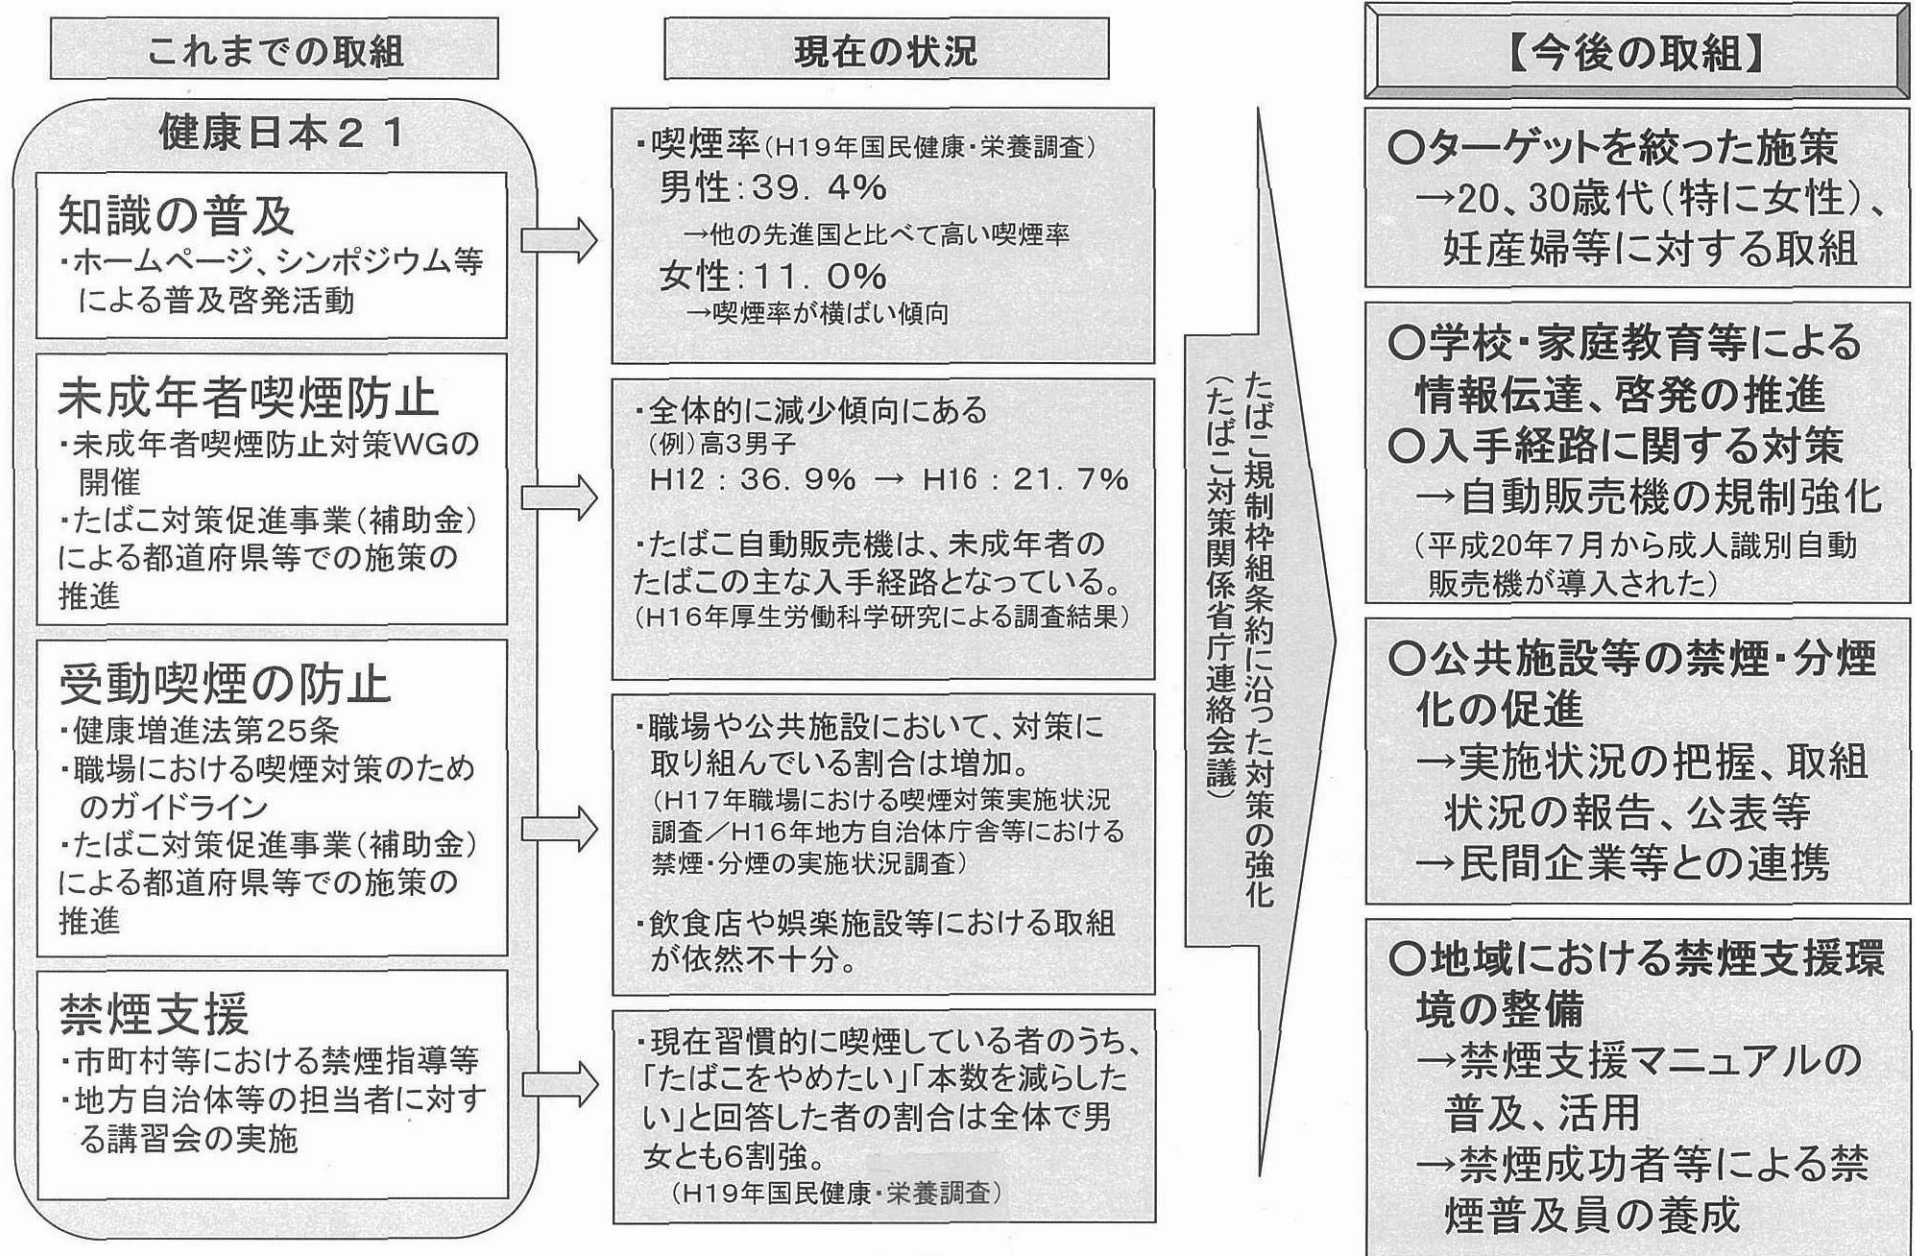 これまでの取組
健康日本２１
知識の普及
・ホームページ、シンポジウム等
による普及啓発活動
未成年者喫煙防止
・未成年者喫煙防止対策WGの
開催
・たばこ対策促進事業（補助金）
による都道府県等での施策の
推進
受動喫煙の防止
・健康増進法第25条
・職場における喫煙対策のため
のガイドライン
・たばこ対策促進事業（補助金）
による都道府県等での施策の
推進
禁煙支援
・市町村等における禁煙指導等
・地方自治体等の担当者に対す
る講習会の実施
現在の状況
・喫煙率（H19年国民健康・栄養調査）
男性：39．4％
→他の先進国と比べて高い喫煙率
女性：11．0％
→喫煙率が横ばい傾向
・全体的に減少傾向にある
（例）高3男子
H12：36．9％ → H16：21．7％
・たばこ自動販売機は、未成年者の
たばこの主な入手経路となっている。
（H16年厚生労働科学研究による調査結果）
・職場や公共施設において、対策に
取り組んでいる割合は増加。
（H17年職場における喫煙対策実施状況
調査／H16年地方自治体庁舎等における
禁煙・分煙の実施状況調査）
・飲食店や娯楽施設等における取組
が依然不十分。
・現在習慣的に喫煙している者のうち、
「たばこをやめたい」「本数を減らした
い」と回答した者の割合は全体で男
女とも6割強。
（H19年国民健康・栄養調査）
たばこ規制枠組条約に沿った対策の強化
（たばこ対策関係省庁連絡会議）
【今後の取組】
○ターゲットを絞った施策
→20、30歳代（特に女性）、
妊産婦等に対する取組
○学校・家庭教育等による
情報伝達、啓発の推進
○入手経路に関する対策
→自動販売機の規制強化
（平成20年７月から成人識別自動
販売機が導入された）
○公共施設等の禁煙・分煙
化の促進
→実施状況の把握、取組
状況の報告、公表等
→民間企業等との連携
○地域における禁煙支援環
境の整備
→禁煙支援マニュアルの
普及、活用
→禁煙成功者等による禁
煙普及員の養成